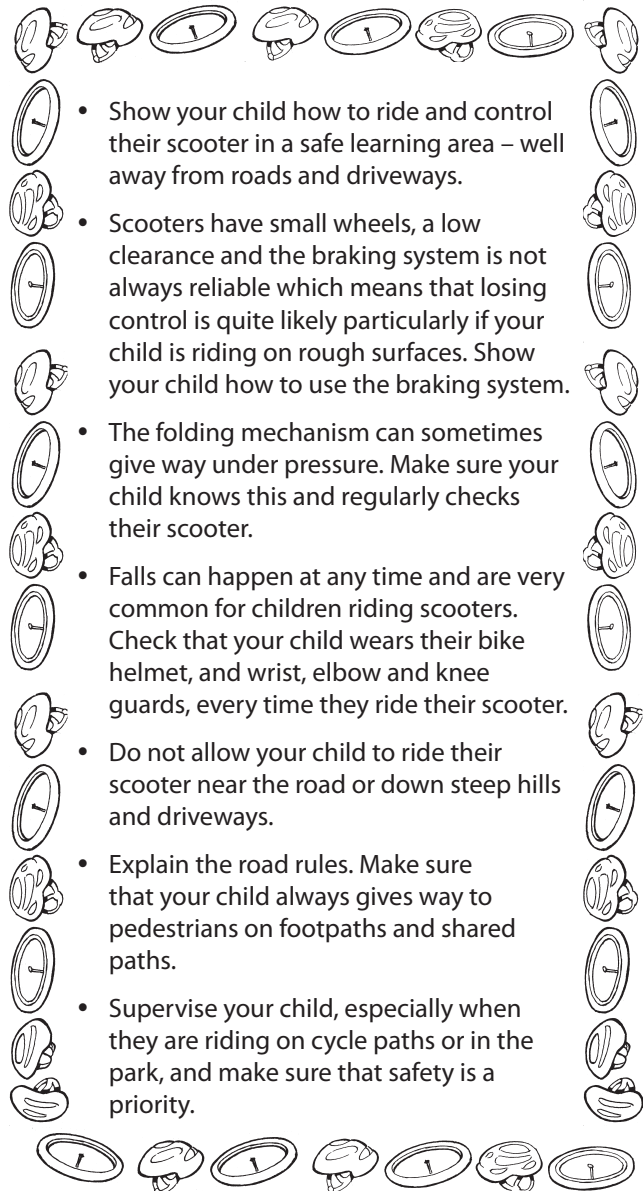 • Show your child how to ride and control
their scooter in a safe learning area – well
away from roads and driveways.
• Scooters have small wheels, a low
clearance and the braking system is not
always reliable which means that losing
control is quite likely particularly if your
child is riding on rough surfaces. Show
your child how to use the braking system.
• The folding mechanism can sometimes
give way under pressure. Make sure your
child knows this and regularly checks
their scooter.
• Falls can happen at any time and are very
common for children riding scooters.
Check that your child wears their bike
helmet, and wrist, elbow and knee
guards, every time they ride their scooter.
• Do not allow your child to ride their
scooter near the road or down steep hills
and driveways.
• Explain the road rules. Make sure
that your child always gives way to
pedestrians on footpaths and shared
paths.
• Supervise your child, especially when
they are riding on cycle paths or in the
park, and make sure that safety is a
priority.